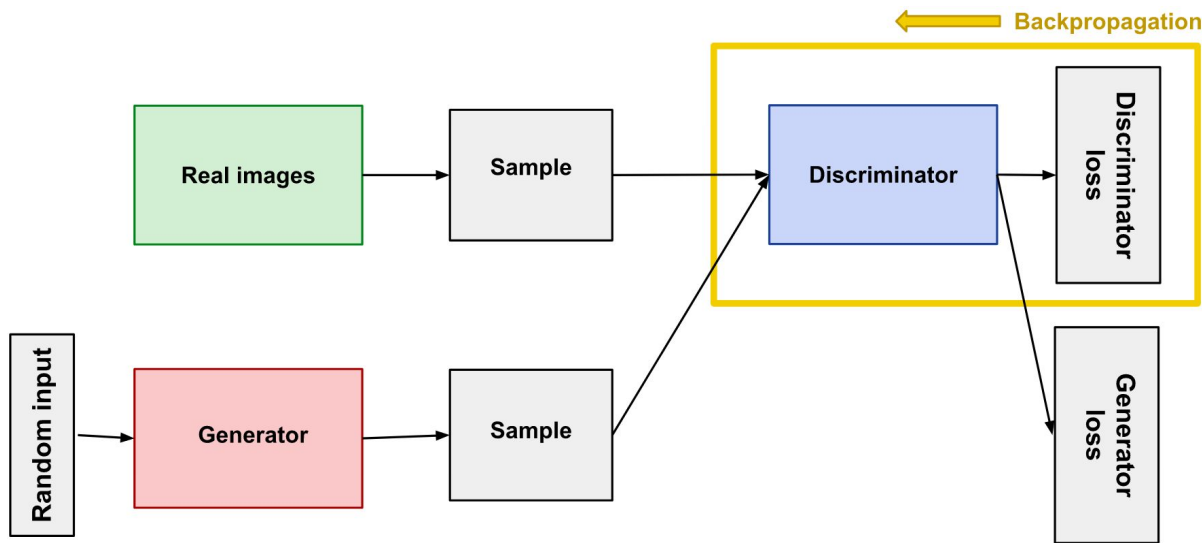 Backpropagation
Real images
Sample
Discriminator
Discriminator
loss
Random input
Generator
Sample
Generator
loss